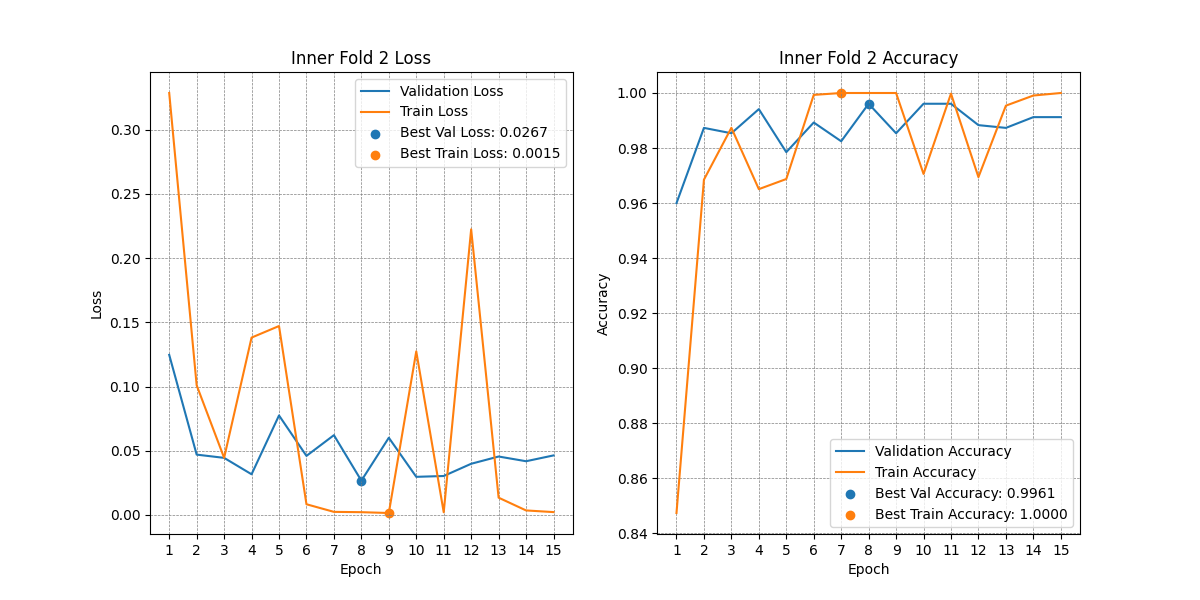 Inner Fold 2 Loss
Validation Loss
Train Loss
Best Val Loss: 0.0267
Best Train Loss: 0.0015
0.30
0.25
0.20
0.15
0.10
0.05
0.00
Loss
1 2 3 4 5 6 7 8 9 10 11 12 13 14 15
Epoch
Inner Fold 2 Accuracy
1.00
0.98
0.96
0.94
0.92
0.90
0.88
0.86
0.84
Accuracy
Validation Accuracy
Train Accuracy
Best Val Accuracy: 0.9961
Best Train Accuracy: 1.0000
1 2 3 4 5 6 7 8 9 10 11 12 13 14 15
Epoch